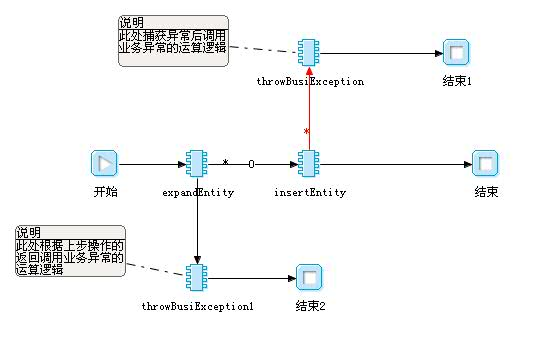 说明
此处捕获异常后调用
业务异常的运算逻辑
throwBusiException
结束1
*
* 0
开始
expandEntity
insertEntity
结束
说明
此处根据上步操作的
返回调用业务异常的
运算逻辑
throwBusiException1
结束2